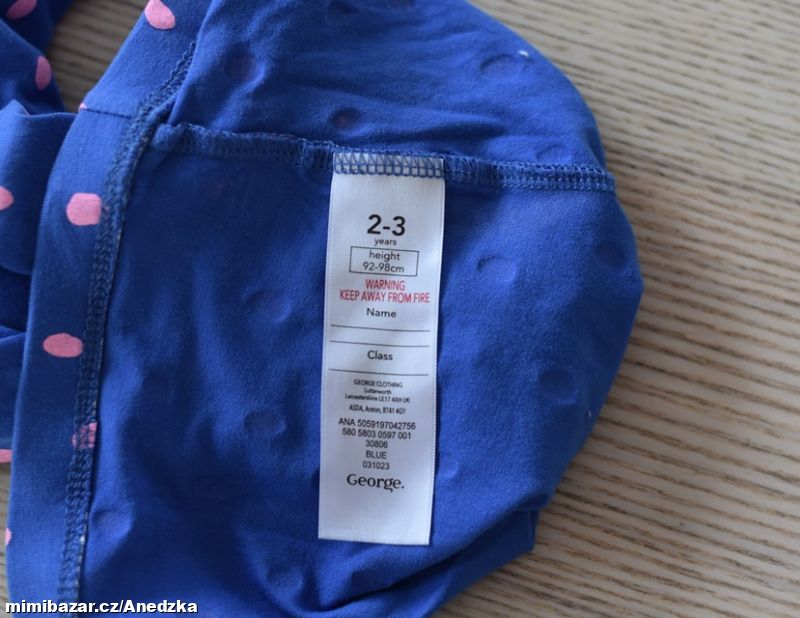 2-3
years
height
92-98cm
WARNING
KEEP AWAY FROM FIRE
Name
Class
GEORGE CLOTHING
Lutterworth
Leicestershire LE17 4XH UK
ASDA, Antrim, BT41 4GY
ANA 5059197042756
580 5803 0597 001
30806
BLUE
031023
George.
mimibazar.cz/Anedzka